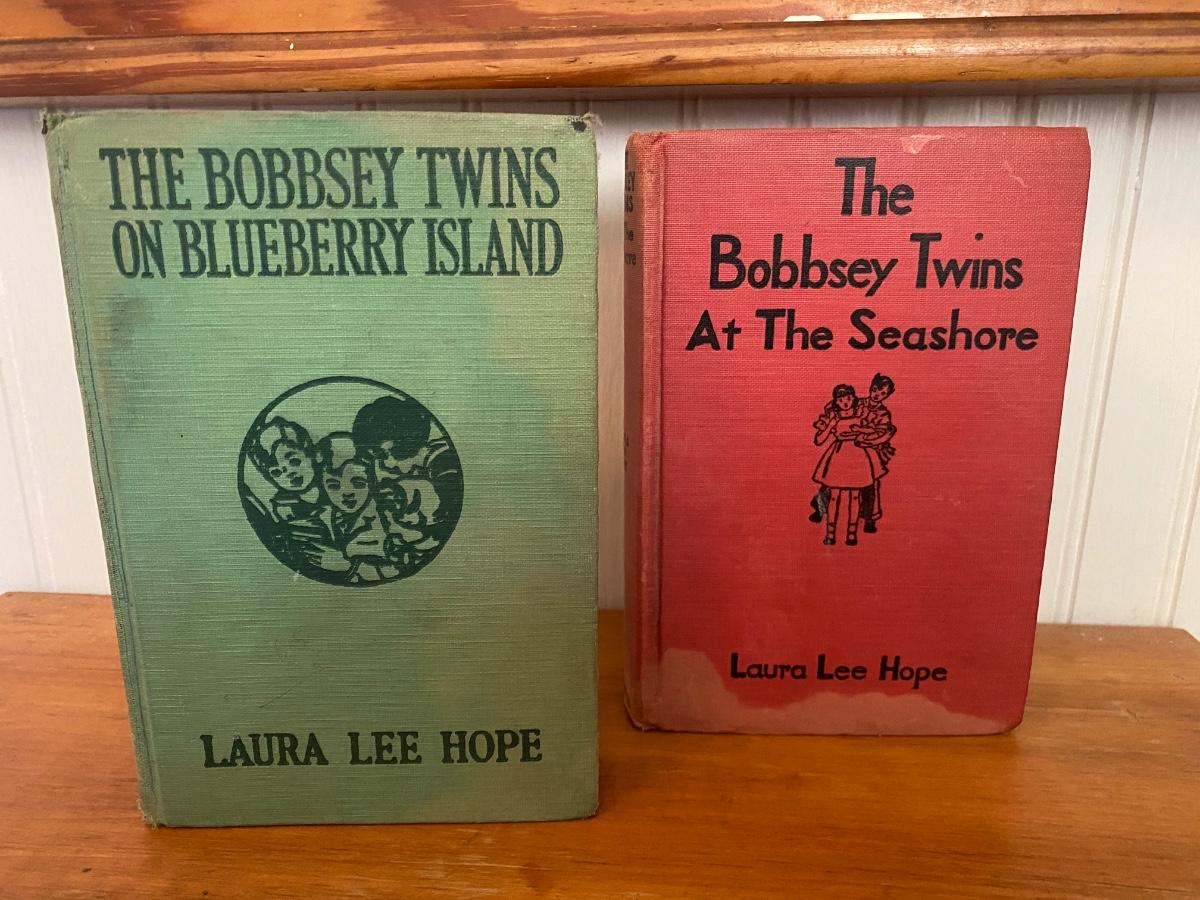 THE BOBBSEY TWINS
ON BLUEBERRY ISLAND
LAURA LEE HOPE
The
Bobbsey Twins
At The Seashore
Laura Lee Hope